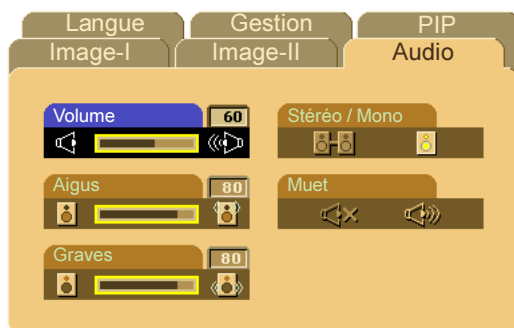 Langue Gestion PIP
Image-I Image-II Audio
Volume 60
Stéréo / Mono
Aigus 80
Muet
Graves 80